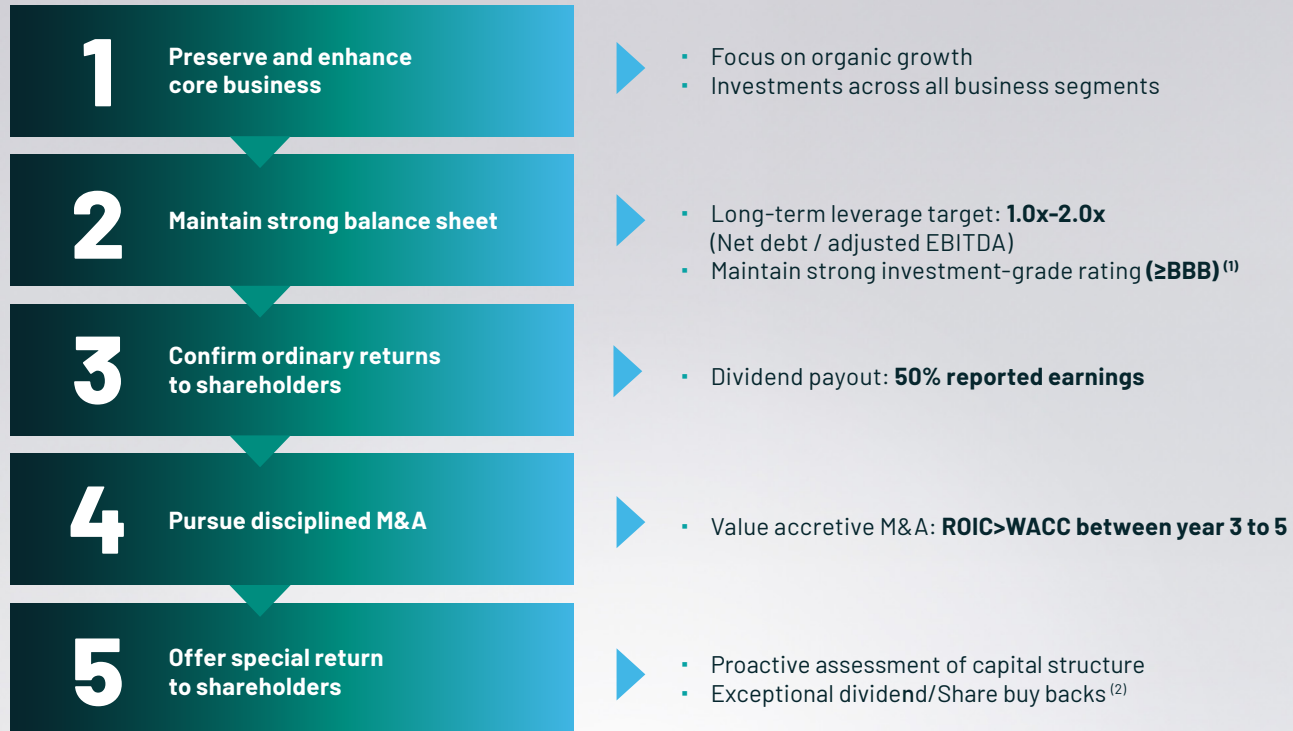 1
Preserve and enhance
core business
▪ Focus on organic growth
▪ Investments across all business segments
2
Maintain strong balance sheet
▪ Long-term leverage target: 1.0x-2.0x
(Net debt / adjusted EBITDA)
▪ Maintain strong investment-grade rating (≥BBB) (1)
3
Confirm ordinary returns
to shareholders
▪ Dividend payout: 50% reported earnings
4
Pursue disciplined M&A
▪ Value accretive M&A: ROIC>WACC between year 3 to 5
5
Offer special return
to shareholders
▪ Proactive assessment of capital structure
▪ Exceptional dividend/Share buy backs (2)